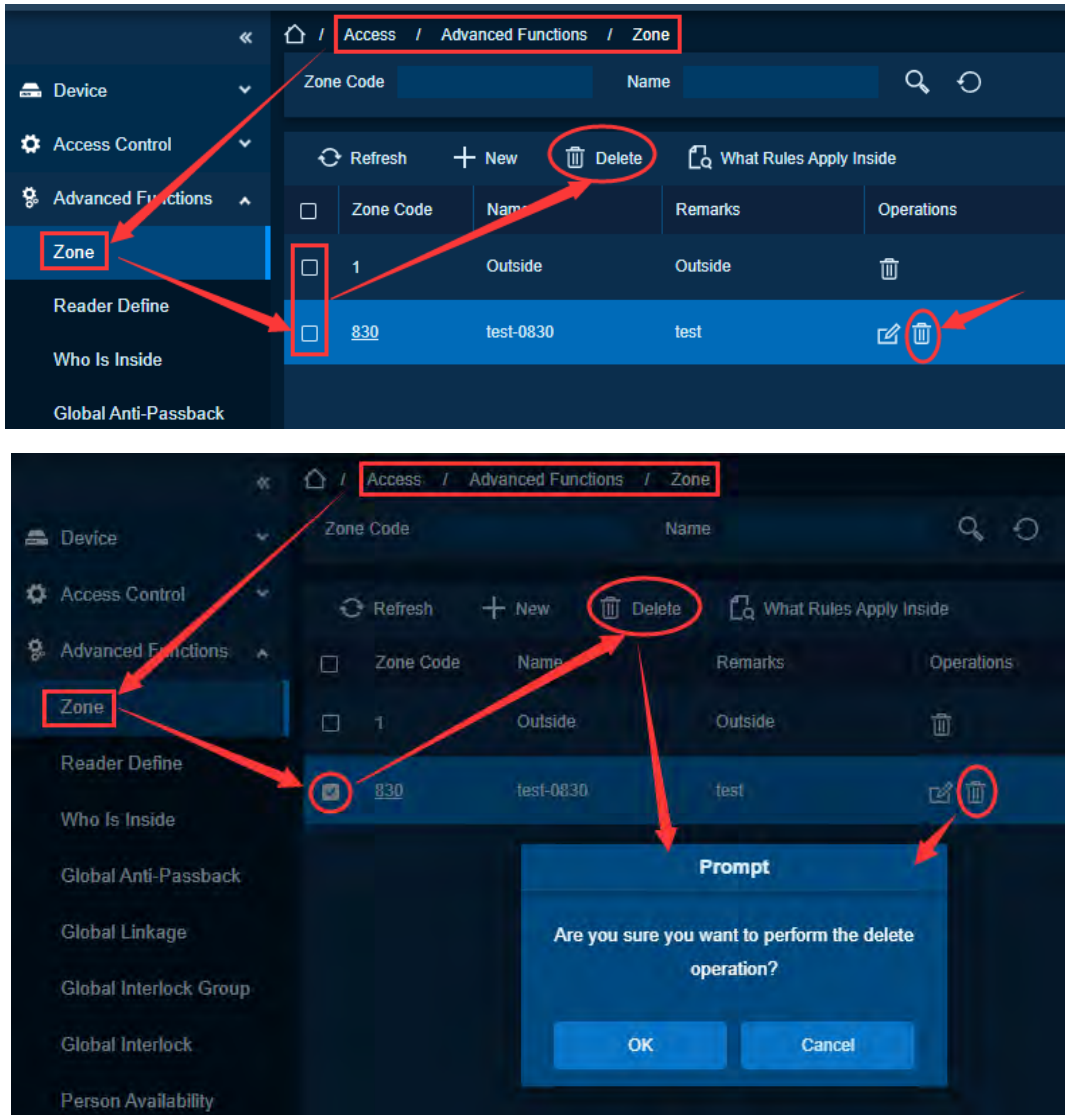 « / Access / Advanced Functions / Zone
Device
Zone Code Name
Access Control
Refresh New Delete What Rules Apply Inside
Advanced Functions
Zone Code Name Remarks Operations
Zone
1 Outside Outside
Reader Define
830 test-0830 test
Who Is Inside
Global Anti-Passback
« / Access / Advanced Functions / Zone
Device
Zone Code Name
Access Control
Refresh New Delete What Rules Apply Inside
Advanced Functions
Zone Code Name Remarks Operations
Zone
1 Outside Outside
Reader Define
830 test-0830 test
Who Is Inside
Global Anti-Passback
Prompt
Global Linkage
Are you sure you want to perform the delete
operation?
Global Interlock Group
Global Interlock
OK Cancel
Person Availability